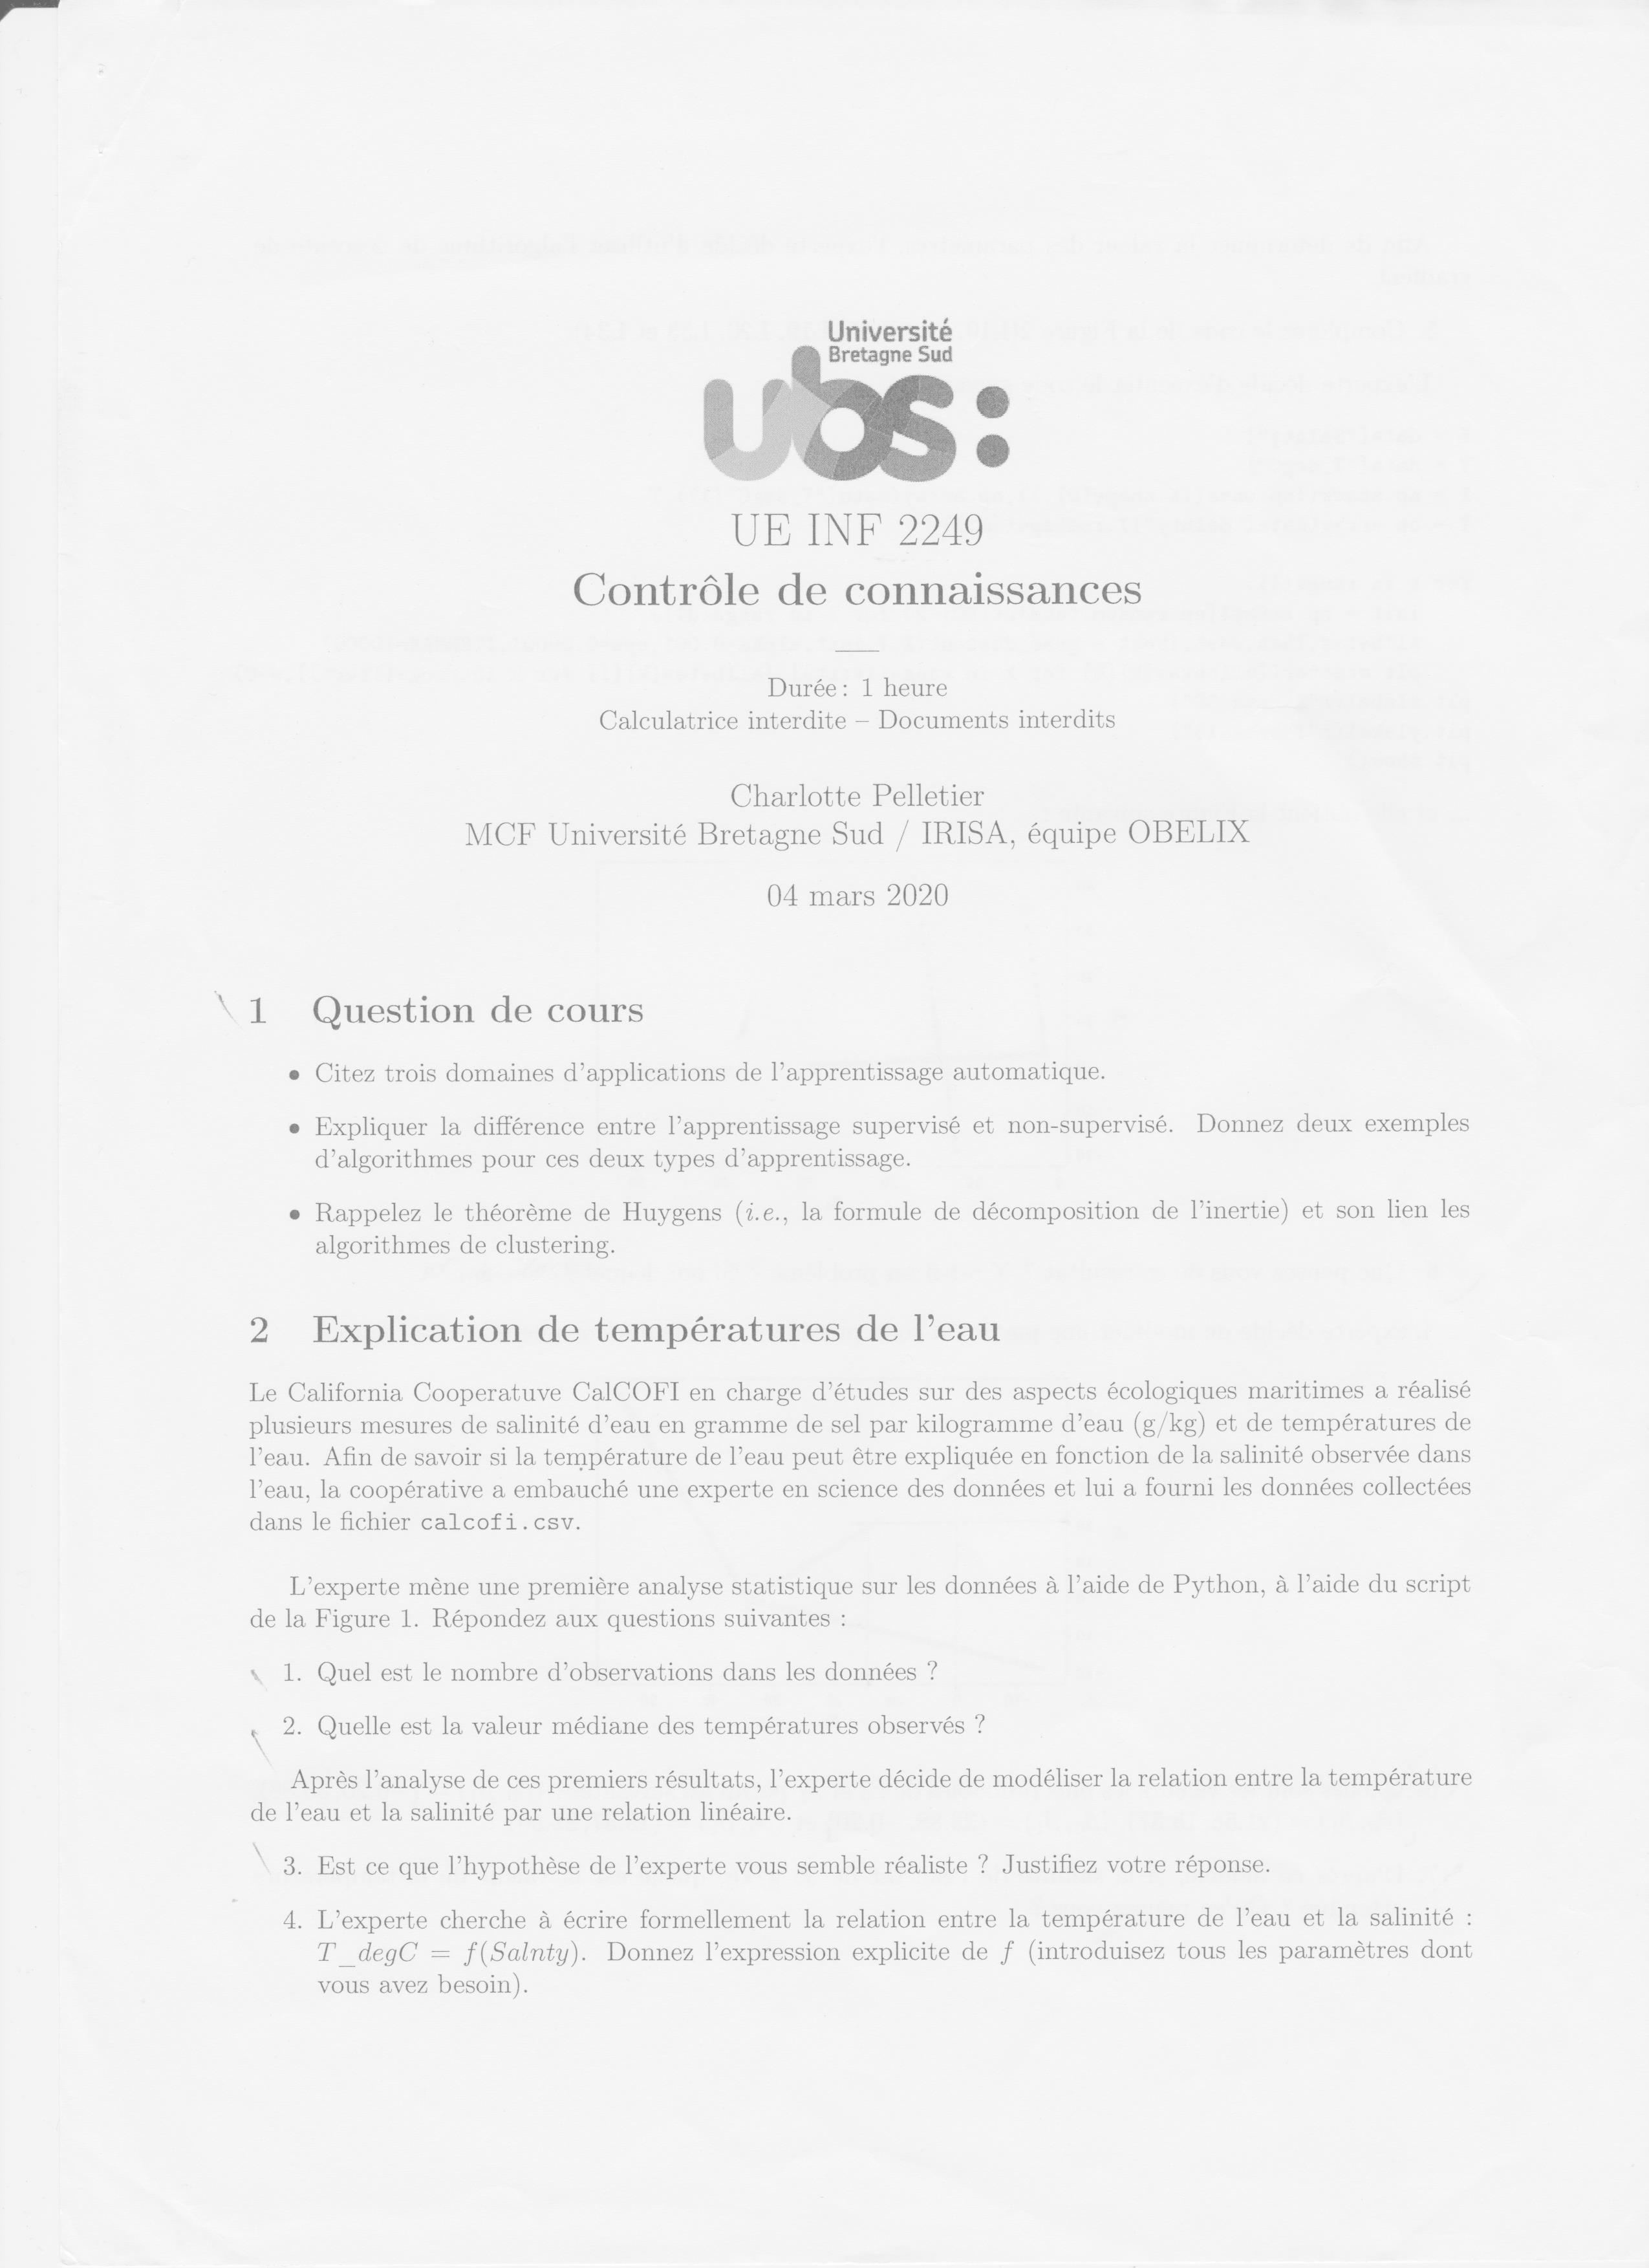 Université
Bretagne Sud
ubs:
UE INF 2249
Contrôle de connaissances
Durée : 1 heure
Calculatrice interdite – Documents interdits
Charlotte Pelletier
MCF Université Bretagne Sud / IRISA, équipe OBELIX
04 mars 2020
1 Question de cours
• Citez trois domaines d'applications de l'apprentissage automatique.
• Expliquer la différence entre l'apprentissage supervisé et non-supervisé. Donnez deux exemples
d'algorithmes pour ces deux types d'apprentissage.
• Rappelez le théorème de Huygens (i.e., la formule de décomposition de l'inertie) et son lien les
algorithmes de clustering.
2 Explication de températures de l'eau
Le California Cooperatuve CalCOFI en charge d'études sur des aspects écologiques maritimes a réalisé
plusieurs mesures de salinité d'eau en gramme de sel par kilogramme d'eau (g/kg) et de températures de
l'eau. Afin de savoir si la température de l'eau peut être expliquée en fonction de la salinité observée dans
l'eau, la coopérative a embauché une experte en science des données et lui a fourni les données collectées
dans le fichier calcofi.csv.
L'experte mène une première analyse statistique sur les données à l'aide de Python, à l'aide du script
de la Figure 1. Répondez aux questions suivantes :
1. Quel est le nombre d'observations dans les données ?
2. Quelle est la valeur médiane des températures observés ?
Après l'analyse de ces premiers résultats, l'experte décide de modéliser la relation entre la température
de l'eau et la salinité par une relation linéaire.
3. Est ce que l'hypothèse de l'experte vous semble réaliste ? Justifiez votre réponse.
4. L'experte cherche à écrire formellement la relation entre la température de l'eau et la salinité :
T_degC = f(Salnty). Donnez l'expression explicite de f (introduisez tous les paramètres dont
vous avez besoin).